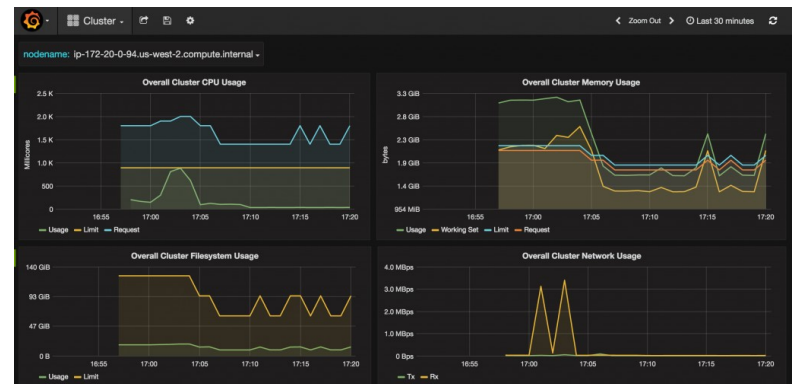 Cluster
Zoom Out
Last 30 minutes
nodename: ip-172-20-0-94.us-west-2.compute.internal
Overall Cluster CPU Usage
Millicores
2.5 K
2.0 K
1.5 K
1.0 K
500
0
16:55 17:00 17:05 17:10 17:15 17:20
Usage Limit Request
Overall Cluster Memory Usage
bytes
3.3 GiB
2.8 GiB
2.3 GiB
1.9 GiB
1.4 GiB
954 MiB
16:55 17:00 17:05 17:10 17:15 17:20
Usage Working Set Limit Request
Overall Cluster Filesystem Usage
140 GiB
93 GiB
47 GiB
0 B
16:55 17:00 17:05 17:10 17:15 17:20
Usage Limit
Overall Cluster Network Usage
4.0 MBps
3.0 MBps
2.0 MBps
1.0 MBps
0 Bps
16:55 17:00 17:05 17:10 17:15 17:20
Tx Rx